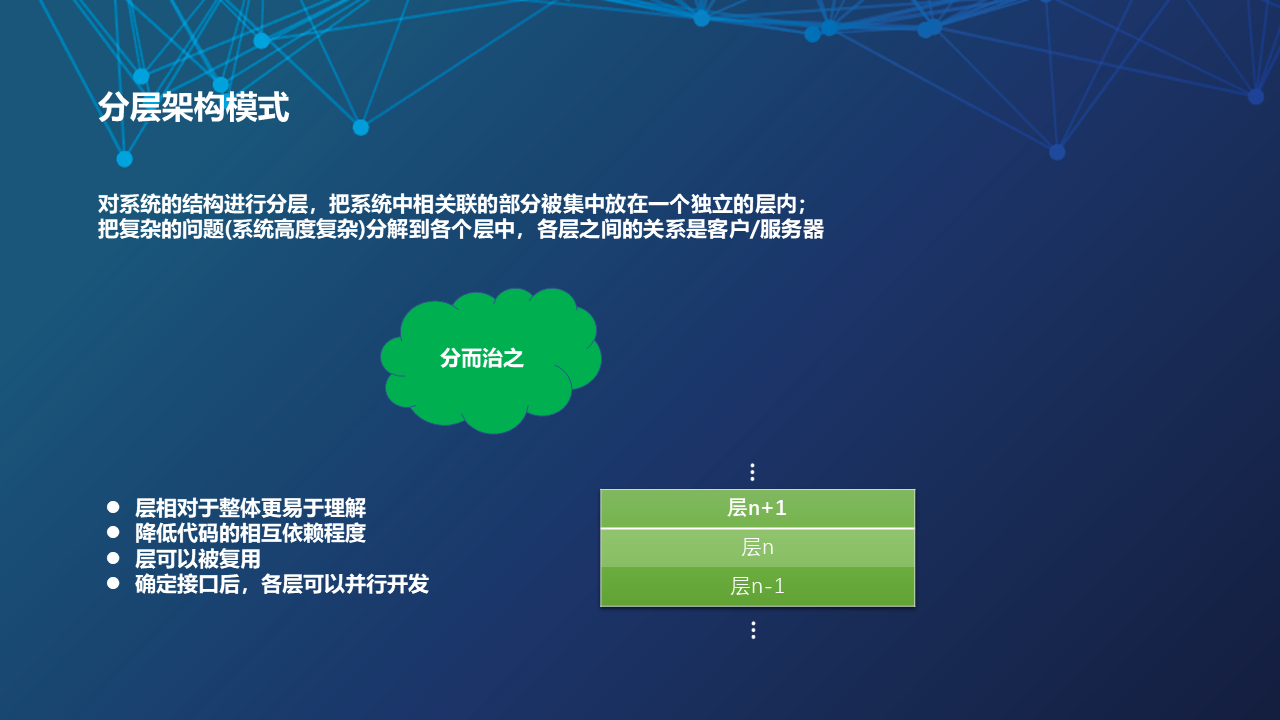 分层架构模式
对系统的结构进行分层，把系统中相关联的部分被集中放在一个独立的层内；
把复杂的问题(系统高度复杂)分解到各个层中，各层之间的关系是客户/服务器
分而治之
● 层相对于整体更易于理解
● 降低代码的相互依赖程度
● 层可以被复用
● 确定接口后，各层可以并行开发
⋮
层n+1
层n
层n-1
⋮